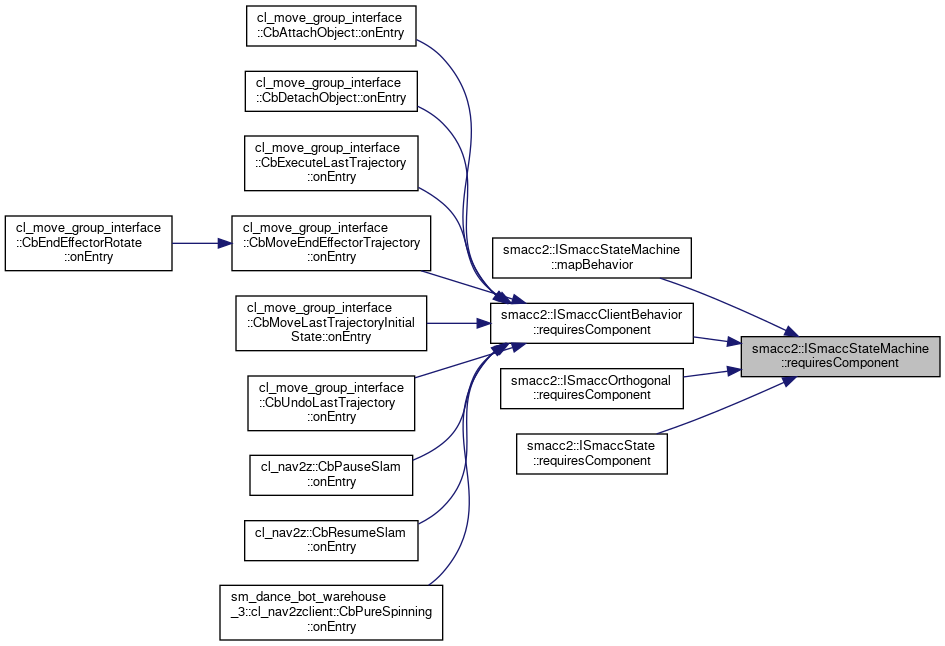 cl_move_group_interface
::CbAttachObject::onEntry
cl_move_group_interface
::CbDetachObject::onEntry
cl_move_group_interface
::CbExecuteLastTrajectory
::onEntry
cl_move_group_interface
::CbEndEffectorRotate
::onEntry
cl_move_group_interface
::CbMoveEndEffectorTrajectory
::onEntry
cl_move_group_interface
::CbMoveLastTrajectoryInitial
State::onEntry
cl_move_group_interface
::CbUndoLastTrajectory
::onEntry
cl_nav2z::CbPauseSlam
::onEntry
cl_nav2z::CbResumeSlam
::onEntry
sm_dance_bot_warehouse
_3::cl_nav2zclient::CbPureSpinning
::onEntry
smacc2::ISmaccStateMachine
::mapBehavior
smacc2::ISmaccClientBehavior
::requiresComponent
smacc2::ISmaccOrthogonal
::requiresComponent
smacc2::ISmaccState
::requiresComponent
smacc2::ISmaccStateMachine
::requiresComponent